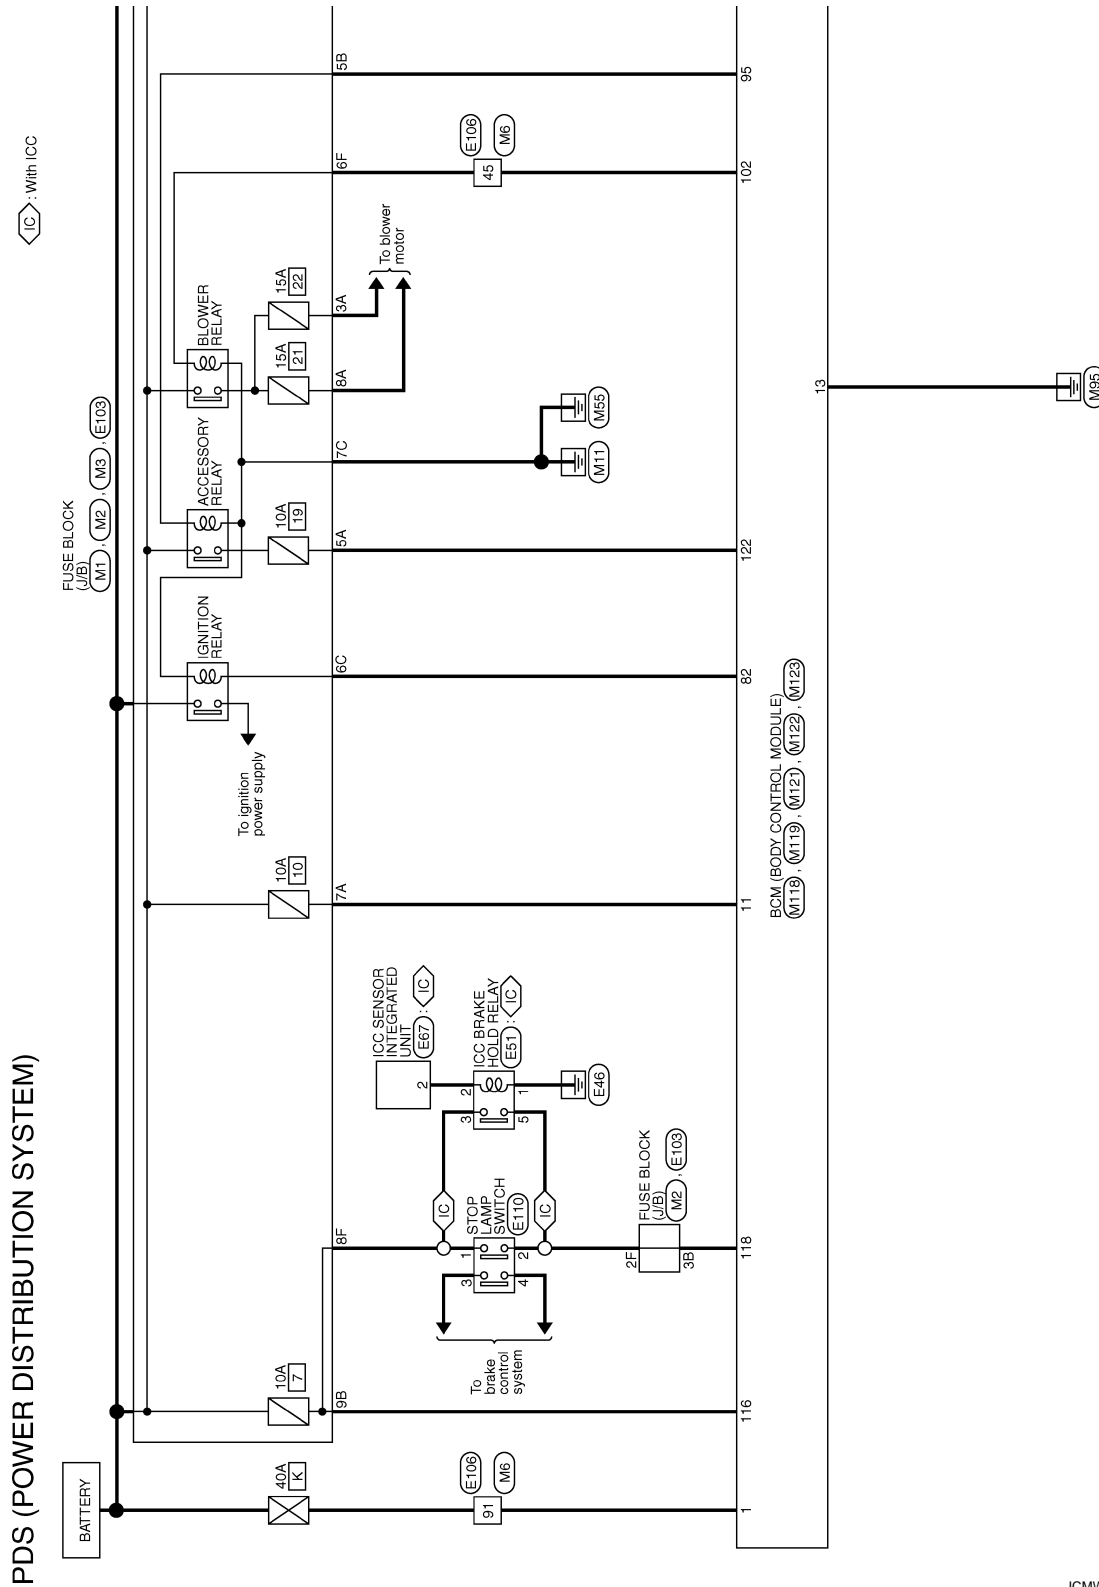 PDS (POWER DISTRIBUTION SYSTEM)
IC : With ICC
BATTERY
FUSE BLOCK
(J/B)
M1 , M2 , M3 , E103
40A
K
10A
7
10A
10
To ignition
power supply
IGNITION
RELAY
ACCESSORY
RELAY
10A
19
BLOWER
RELAY
15A
21
15A
22
9B
8F
7A
6C
5A
7C
8A
3A
6F
5B
To blower
motor
91
E106
M6
To
brake
control
system
3
4
1
2
STOP
LAMP
SWITCH
E110
IC
IC
ICC SENSOR
INTEGRATED
UNIT
E67 : IC
2
3
5
2
1
ICC BRAKE
HOLD RELAY
E51 : IC
E46
2F
3B
FUSE BLOCK
(J/B)
M2 , E103
M11
M55
45
E106
M6
1
116
118
11
82
122
102
95
BCM (BODY CONTROL MODULE)
M118 , M119 , M121 , M122 , M123
13
M95